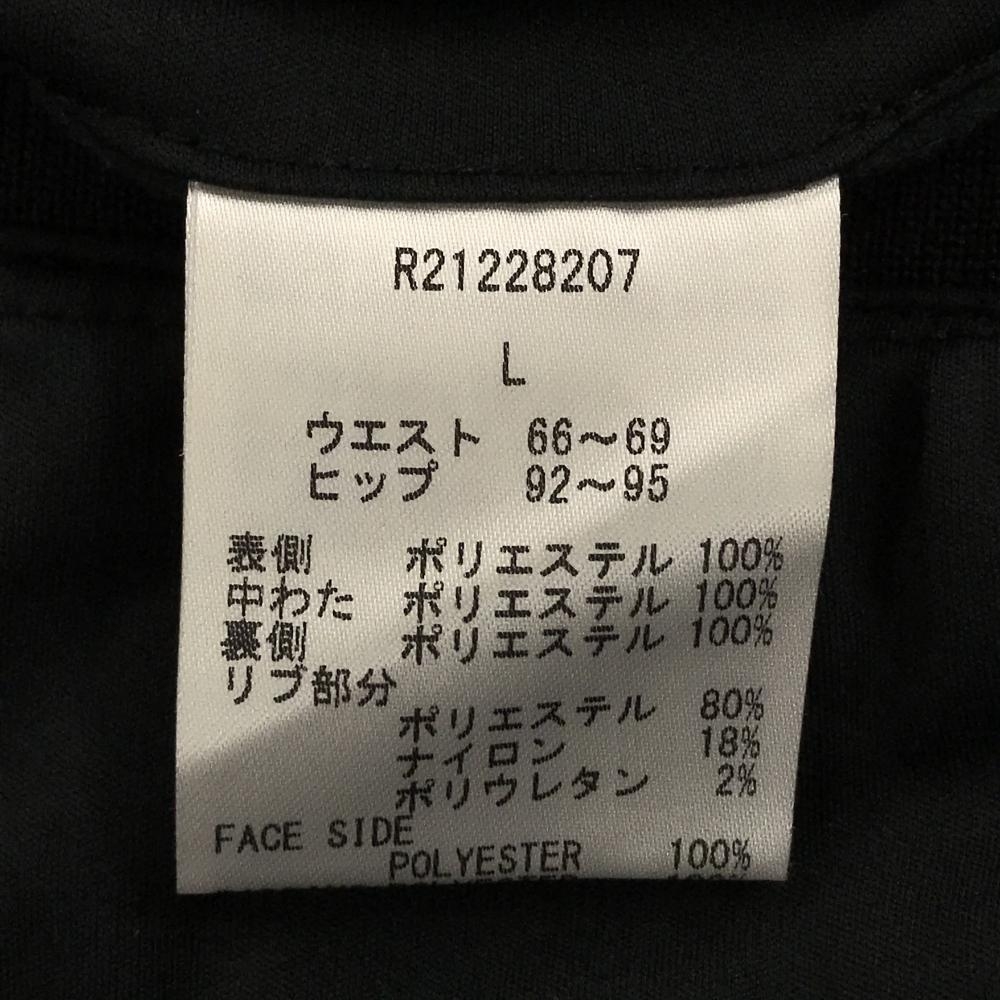 R21228207
L
ウエスト 66～69
ヒップ 92～95
表側 ポリエステル 100%
中わた ポリエステル 100%
裏側 ポリエステル 100%
リブ部分
ポリエステル 80%
ナイロン 18%
ポリウレタン 2%
FACE SIDE
POLYESTER 100%